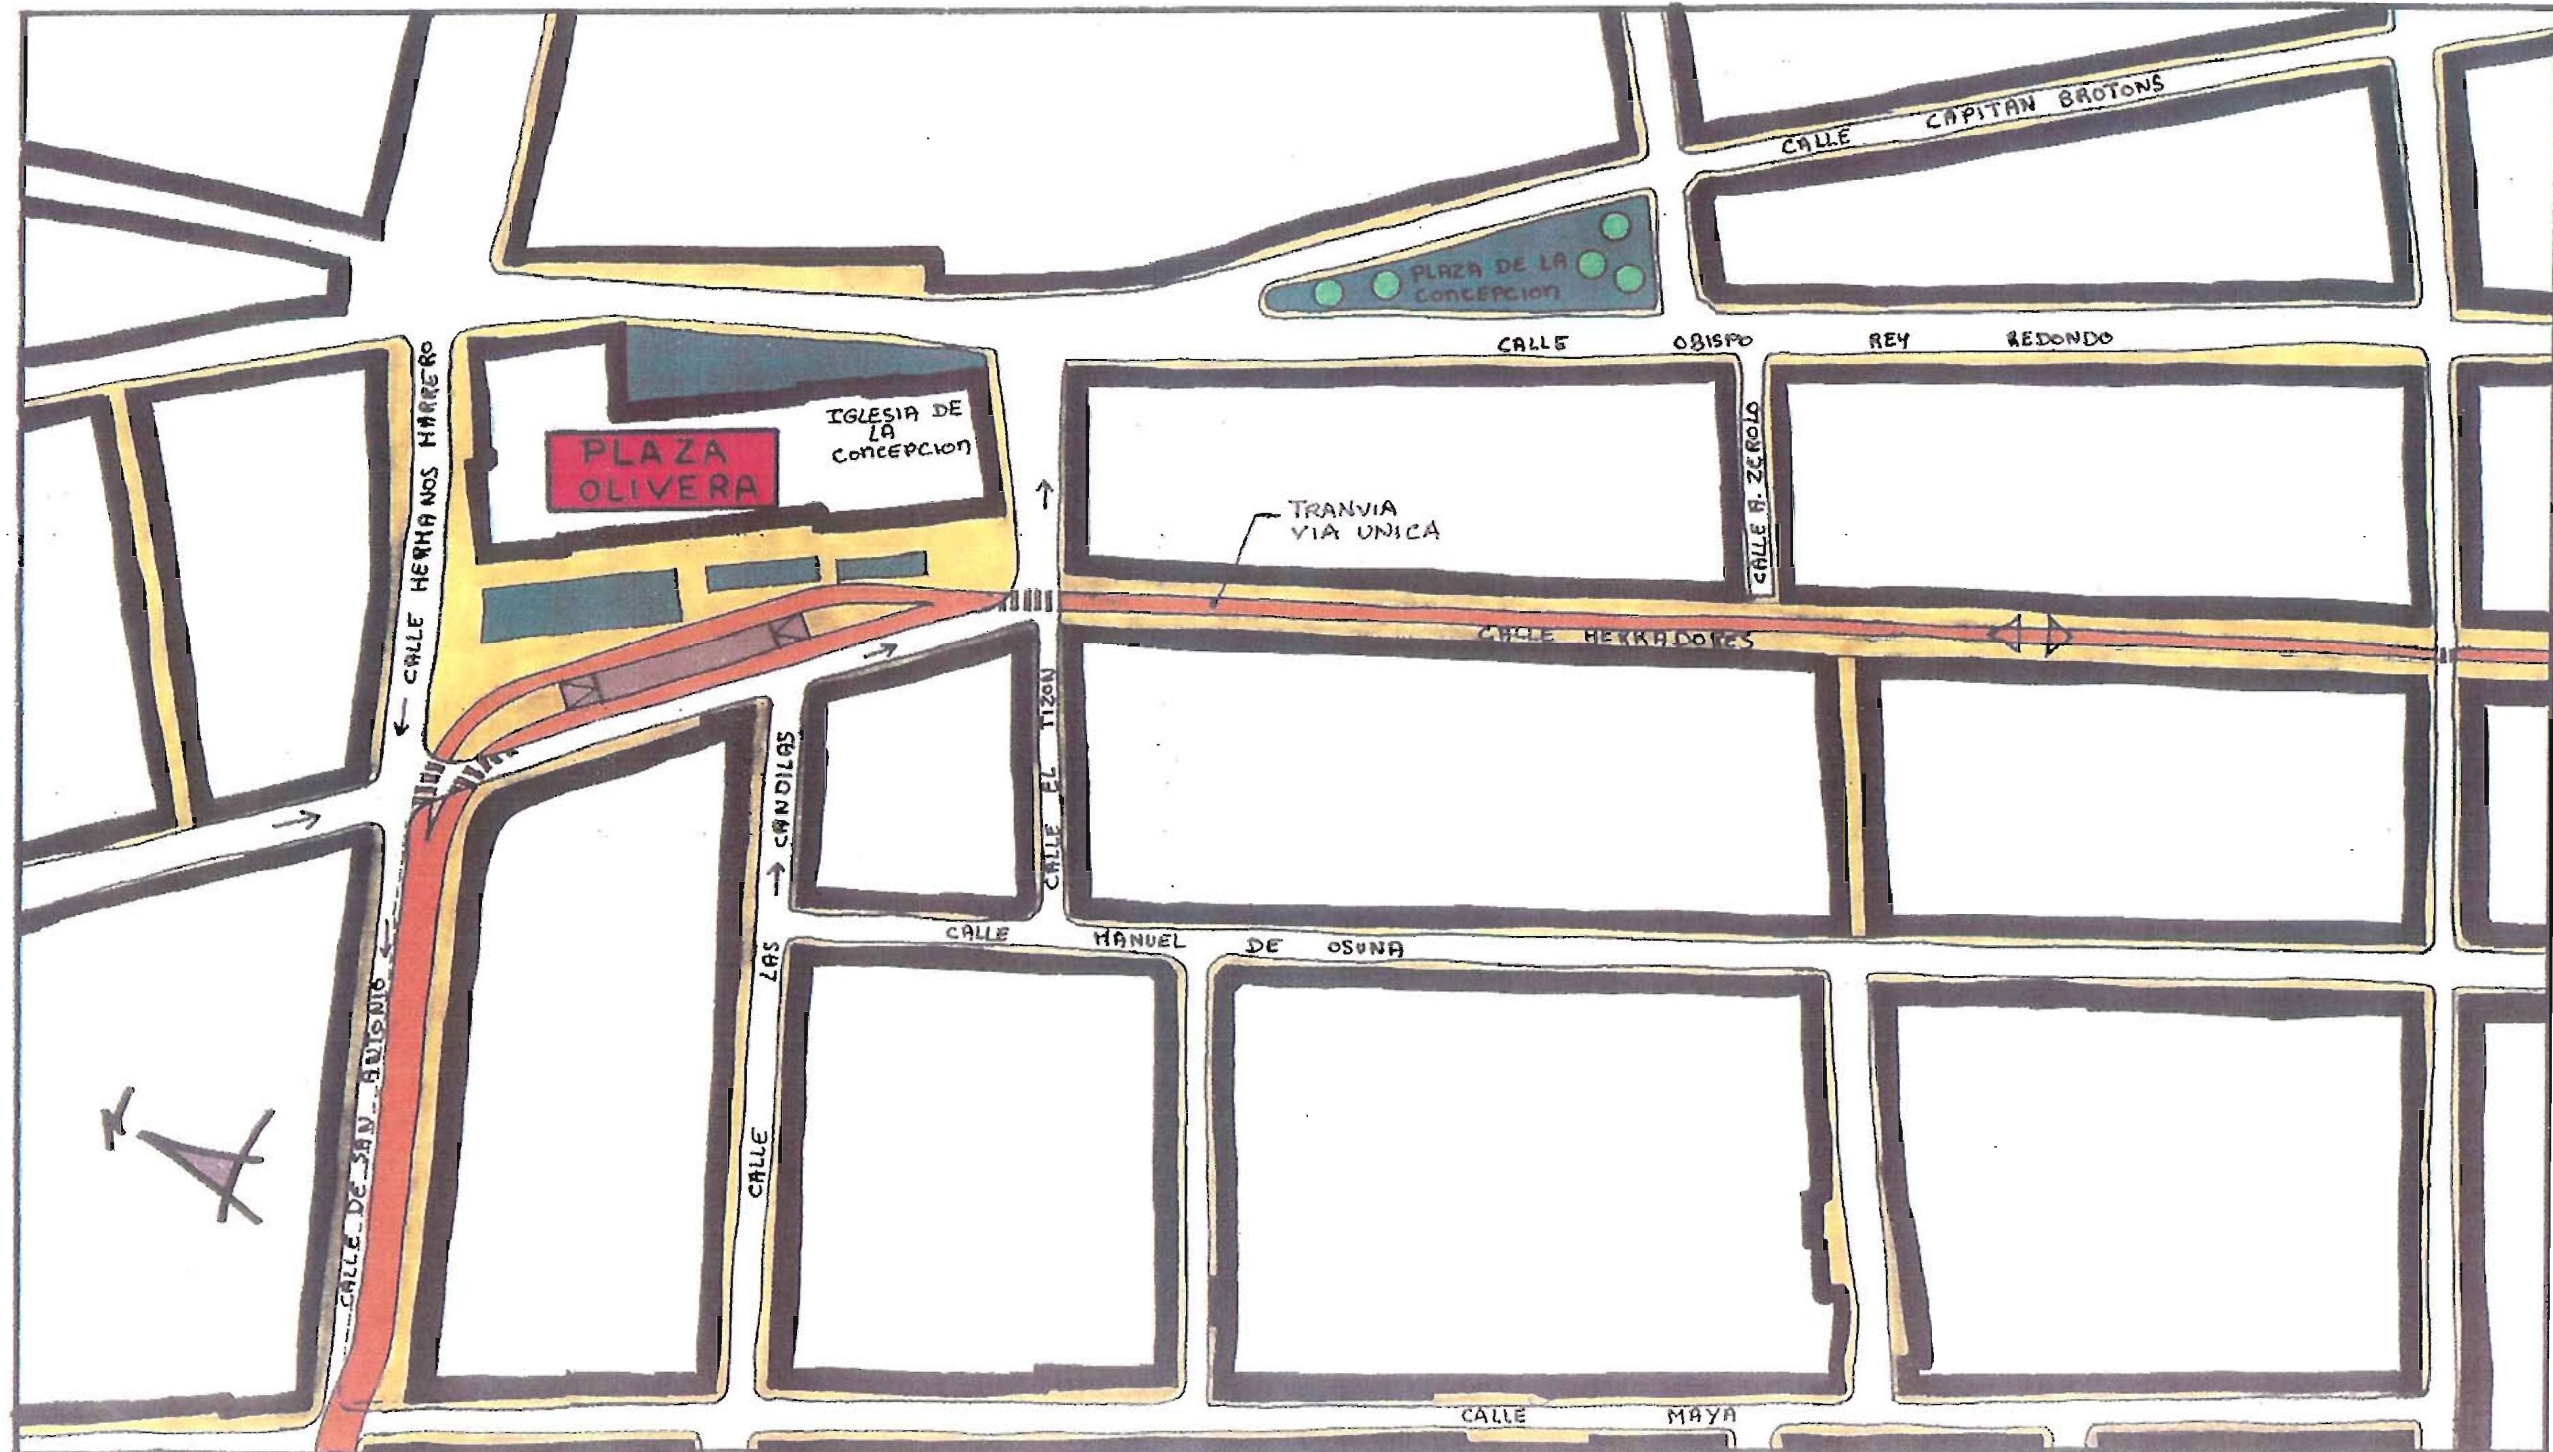 CALLE CAPITAN BROTONS
PLAZA DE LA
CONCEPCION
CALLE OBISPO REY REDONDO
CALLE HERMANOS MARRERO
IGLESIA DE
LA
CONCEPCION
PLAZA
OLIVERA
CALLE A. ZEROLO
TRANVIA
VIA UNICA
CALLE HERRADORES
CALLE EL TIZON
CALLE LAS CANDILAS
CALLE MANUEL DE OSUNA
CALLE DE SAN ANTONIO
N
CALLE MAYA